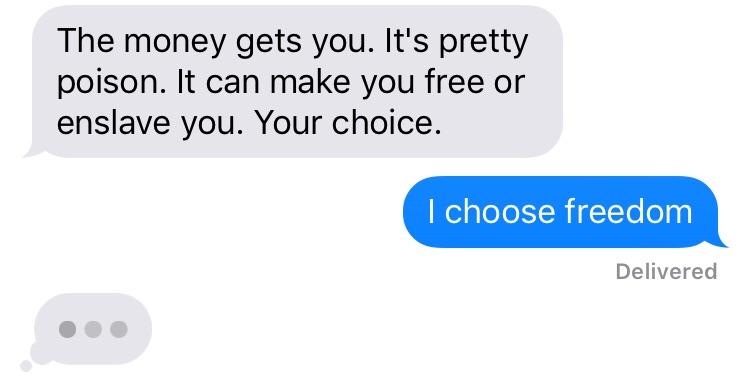 The money gets you. It's pretty
poison. It can make you free or
enslave you. Your choice.
I choose freedom
Delivered